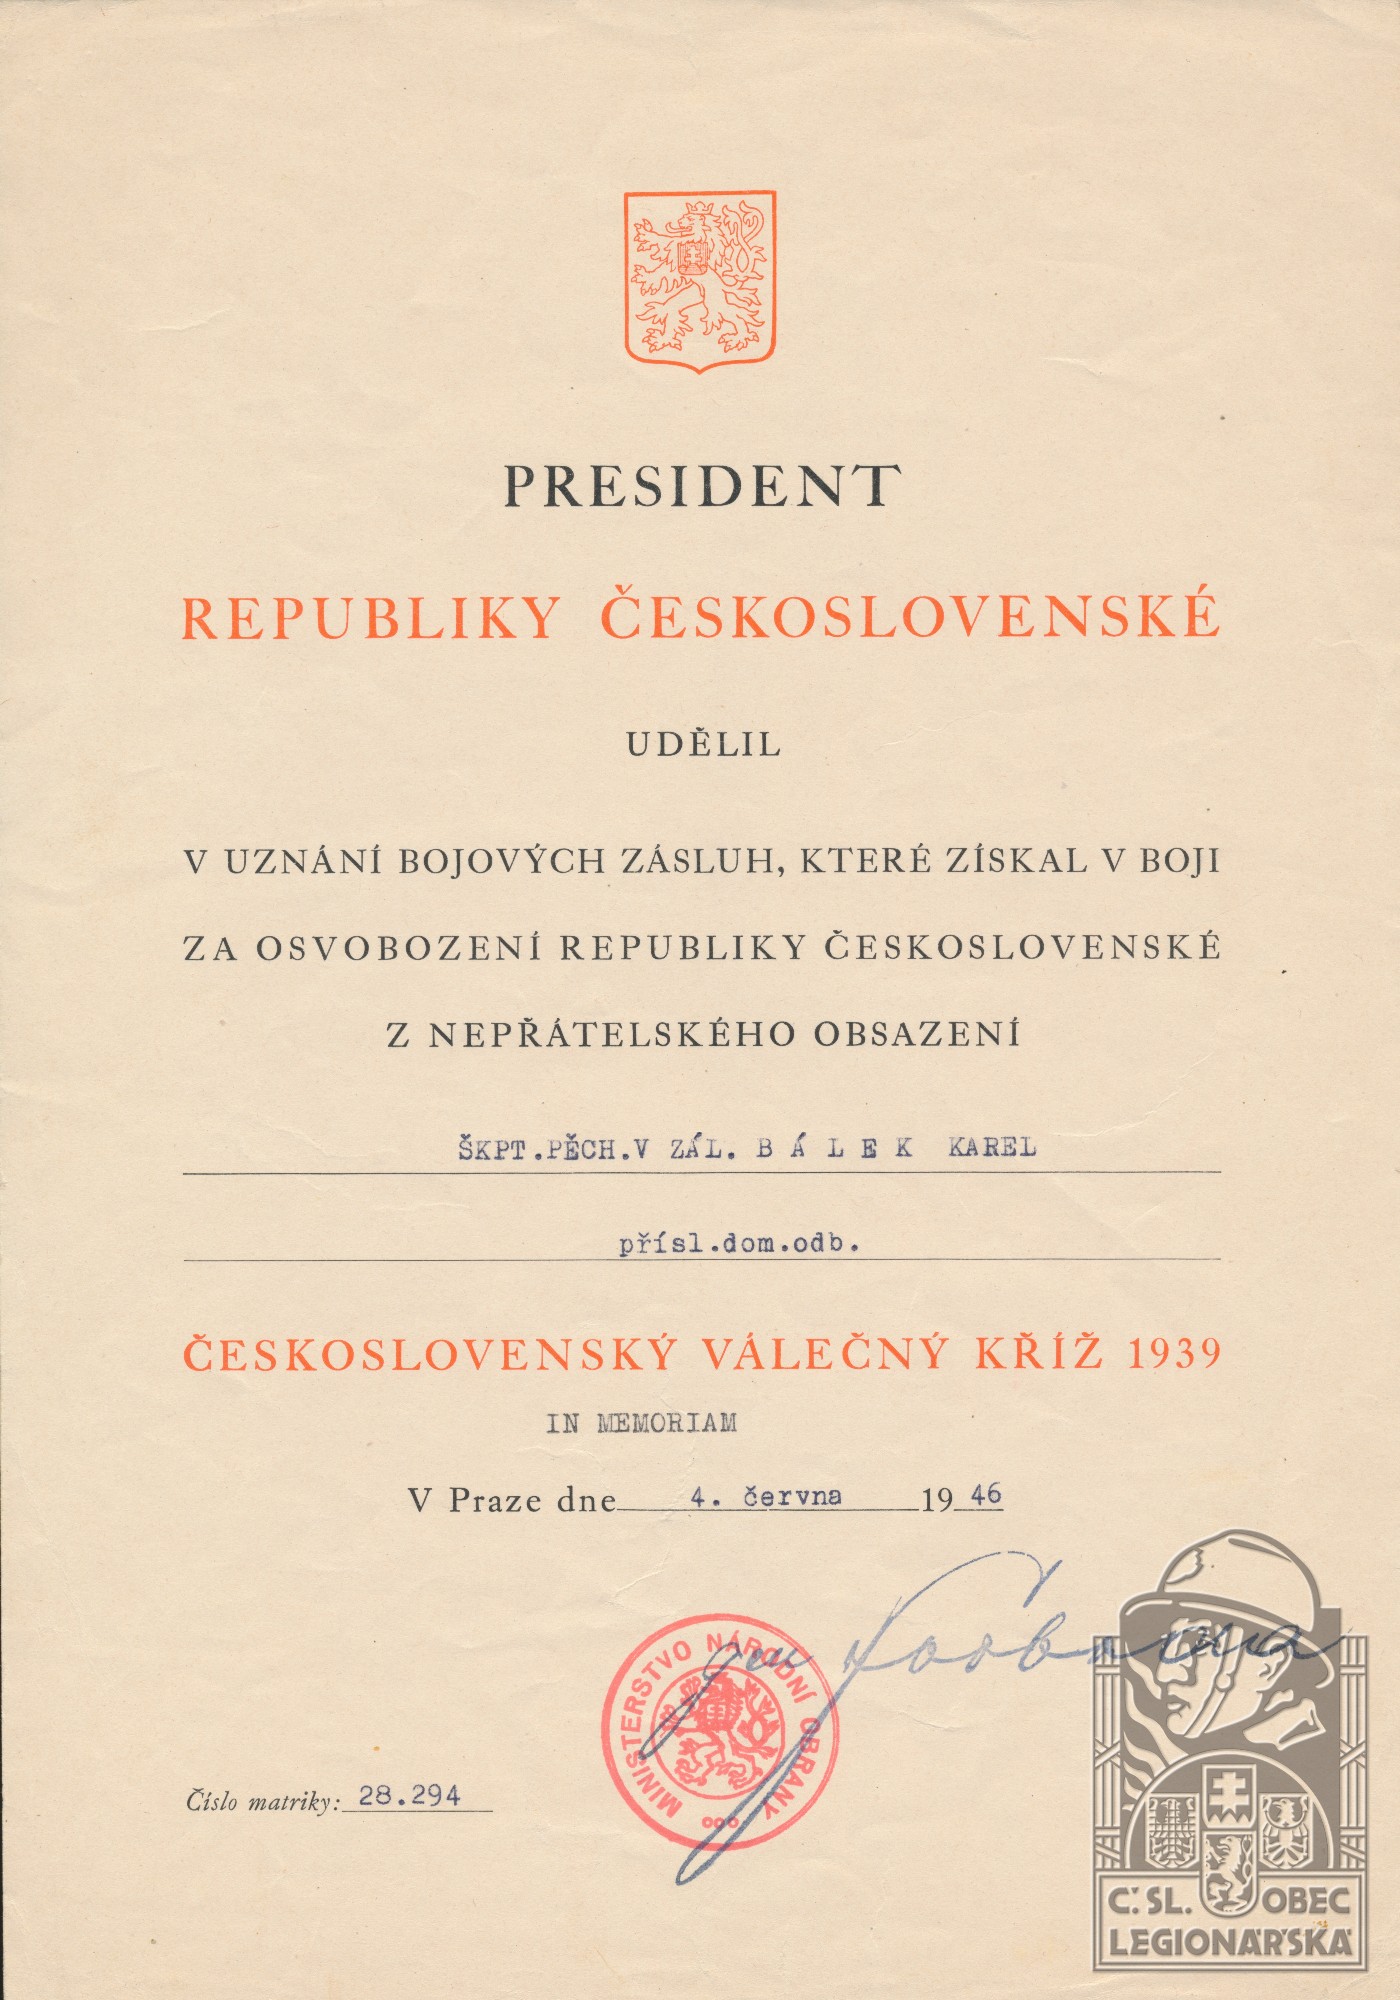 PRESIDENT
REPUBLIKY ČESKOSLOVENSKÉ
UDĚLIL
V UZNÁNÍ BOJOVÝCH ZÁSLUH, KTERÉ ZÍSKAL V BOJI
ZA OSVOBOZENÍ REPUBLIKY ČESKOSLOVENSKÉ
Z NEPŘÁTELSKÉHO OBSAZENÍ
ŠKPT.PĚCH.V ZÁL. B Á L E K KAREL
přísl.dom.odb.
ČESKOSLOVENSKÝ VÁLEČNÝ KŘÍŽ 1939
IN MEMORIAM
V Praze dne 4. června 1946
MINISTERSTVO NÁRODNÍ OBRANY
Číslo matriky: 28.294
Č. SL. OBEC
LEGIONÁŘSKÁ